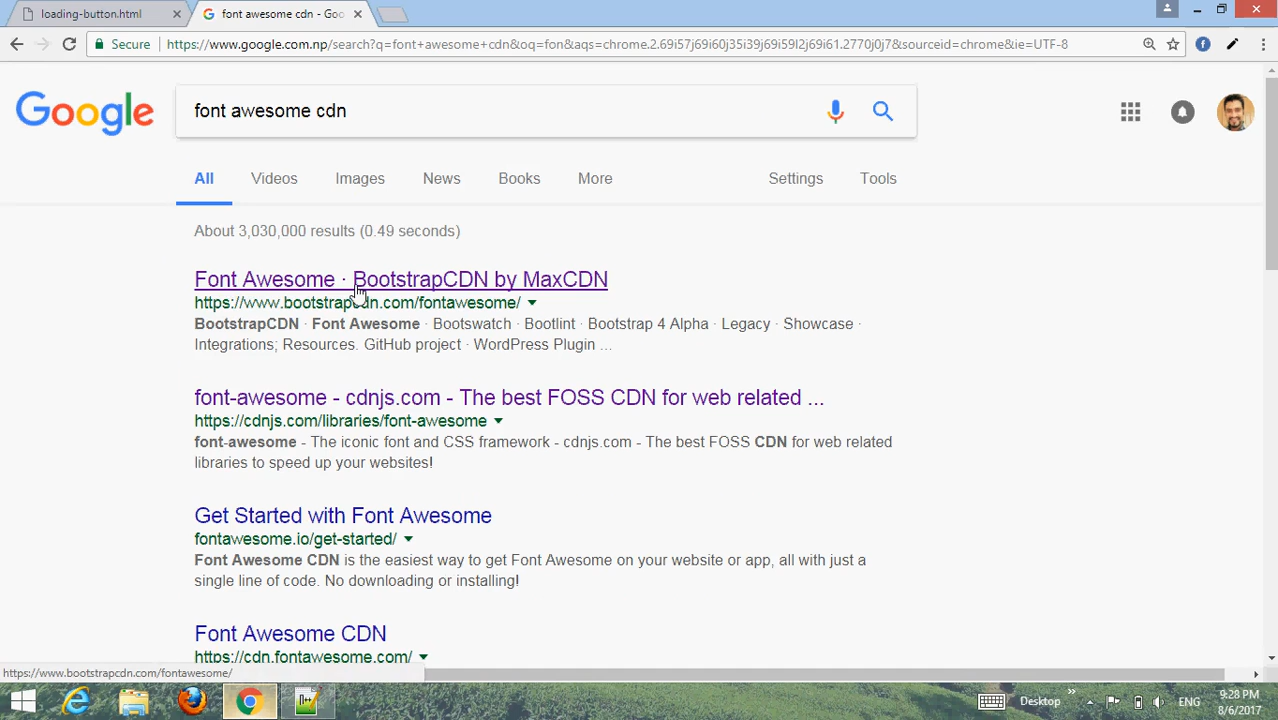 loading-button.html
font awesome cdn - Goo
Secure
https://www.google.com.np/search?q=font+awesome+cdn&oq=fon&aqs=chrome.2.69i57j69i60j35i39j69i59l2j69i61.2770j0j7&sourceid=chrome&ie=UTF-8
Google
font awesome cdn
All Videos Images News Books More Settings Tools
About 3,030,000 results (0.49 seconds)
Font Awesome · BootstrapCDN by MaxCDN
https://www.bootstrapcdn.com/fontawesome/
BootstrapCDN · Font Awesome · Bootswatch · Bootlint · Bootstrap 4 Alpha · Legacy · Showcase ·
Integrations; Resources. GitHub project · WordPress Plugin ...
font-awesome - cdnjs.com - The best FOSS CDN for web related ...
https://cdnjs.com/libraries/font-awesome
font-awesome - The iconic font and CSS framework - cdnjs.com - The best FOSS CDN for web related
libraries to speed up your websites!
Get Started with Font Awesome
fontawesome.io/get-started/
Font Awesome CDN is the easiest way to get Font Awesome on your website or app, all with just a
single line of code. No downloading or installing!
Font Awesome CDN
https://cdn.fontawesome.com/
https://www.bootstrapcdn.com/fontawesome/
Desktop
ENG
9:28 PM
8/6/2017